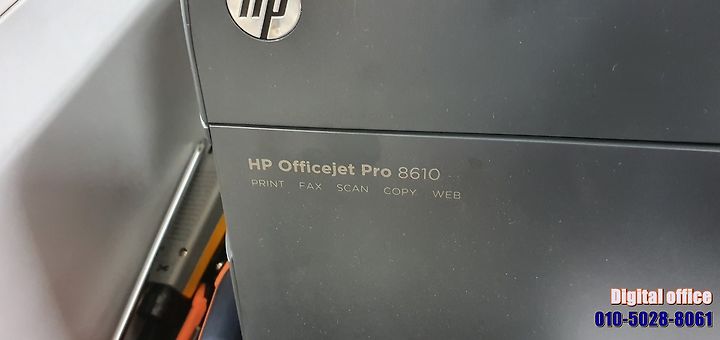 hp
HP Officejet Pro 8610
PRINT FAX SCAN COPY WEB
Digital office
010-5028-8061